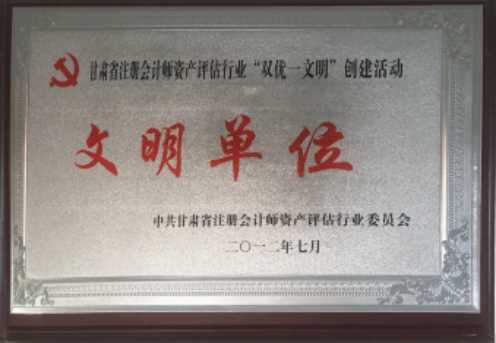 甘肃省注册会计师资产评估行业“双优一文明”创建活动
文明单位
中共甘肃省注册会计师资产评估行业委员会
二〇一二年七月